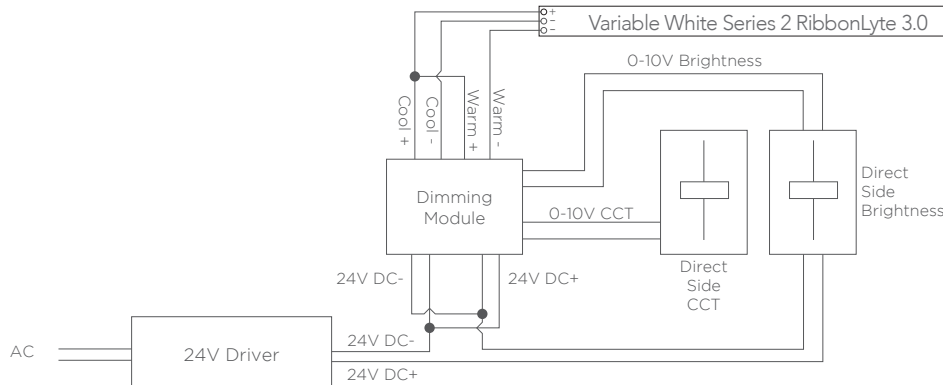 +
−
−
Variable White Series 2 RibbonLyte 3.0
0-10V Brightness
Cool +
Cool -
Warm +
Warm -
Dimming
Module
0-10V CCT
Direct
Side
Brightness
Direct
Side
CCT
24V DC-
24V DC+
AC
24V Driver
24V DC-
24V DC+